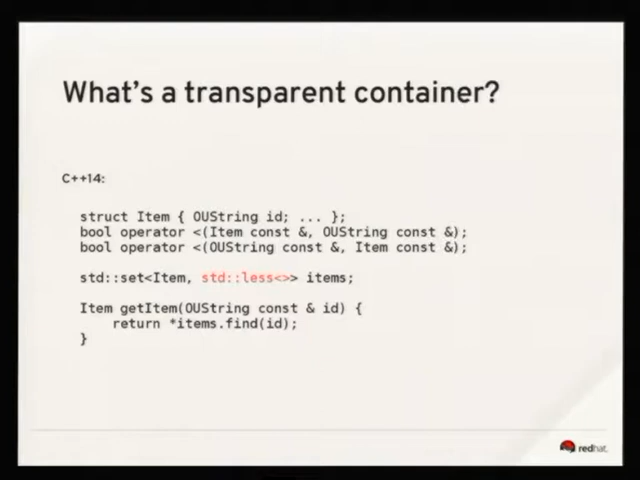 What's a transparent container?
C++14:
struct Item { OUString id; ... };
bool operator <(Item const &, OUString const &);
bool operator <(OUString const &, Item const &);
std::set<Item, std::less<>> items;
Item getItem(OUString const & id) {
    return *items.find(id);
}
redhat.